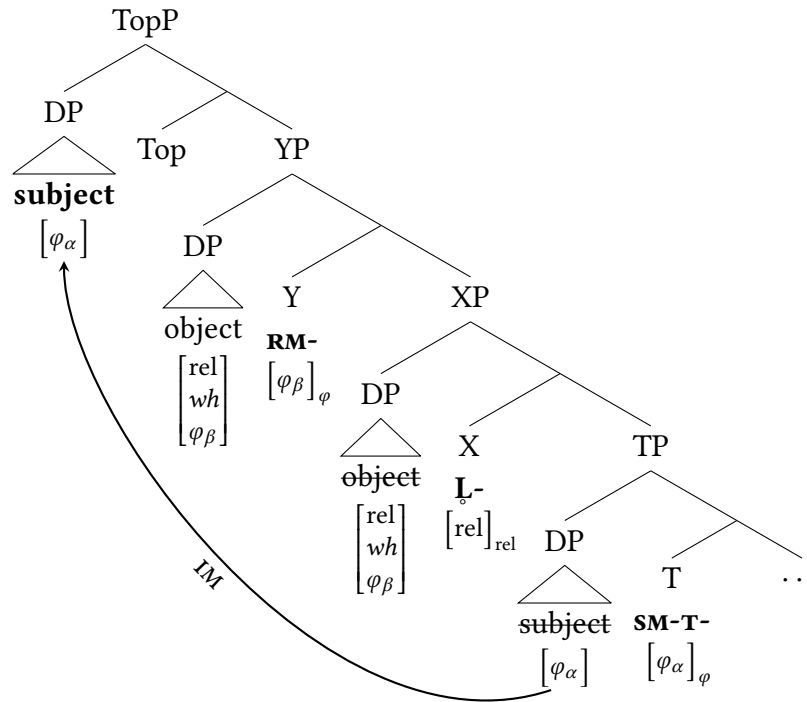 TopP
DP
Top
YP
subject
[φα]
DP
Y
XP
object
RM-
[rel
wh
φβ]
[φβ]φ
DP
X
TP
object
L̥-
[rel
wh
φβ]
[rel]rel
DP
T
..
subject
SM-T-
[φα]
[φα]φ
IM